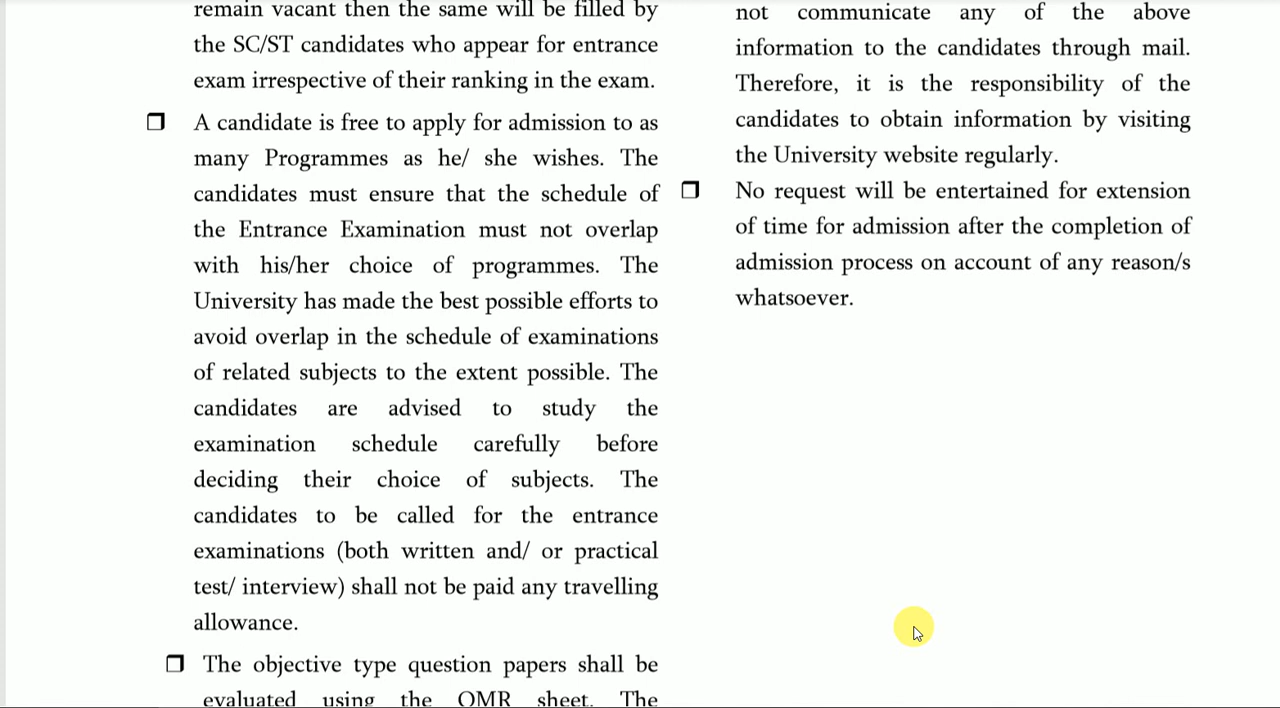 remain vacant then the same will be filled by
the SC/ST candidates who appear for entrance
exam irrespective of their ranking in the exam.
❒ A candidate is free to apply for admission to as
many Programmes as he/ she wishes. The
candidates must ensure that the schedule of
the Entrance Examination must not overlap
with his/her choice of programmes. The
University has made the best possible efforts to
avoid overlap in the schedule of examinations
of related subjects to the extent possible. The
candidates are advised to study the
examination schedule carefully before
deciding their choice of subjects. The
candidates to be called for the entrance
examinations (both written and/ or practical
test/ interview) shall not be paid any travelling
allowance.
❒ The objective type question papers shall be
evaluated using the OMR sheet. The
not communicate any of the above
information to the candidates through mail.
Therefore, it is the responsibility of the
candidates to obtain information by visiting
the University website regularly.
❒ No request will be entertained for extension
of time for admission after the completion of
admission process on account of any reason/s
whatsoever.